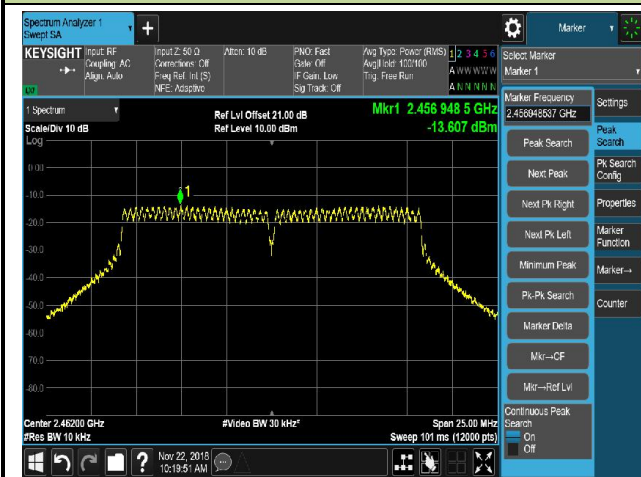 Spectrum Analyzer 1
Swept SA
+
Marker
KEYSIGHT
Input: RF
Coupling: AC
Align: Auto
Input Z: 50 Ω
Corrections: Off
Freq Ref: Int (S)
NFE: Adaptive
Atten: 10 dB
PNO: Fast
Gate: Off
IF Gain: Low
Sig Track: Off
Avg Type: Power (RMS)
Avg|Hold: 100/100
Trig: Free Run
1 2 3 4 5 6
A W W W W W
A N N N N N
Select Marker
Marker 1
1 Spectrum
Scale/Div 10 dB
Log
Ref Lvl Offset 21.00 dB
Ref Level 10.00 dBm
Mkr1 2.456 948 5 GHz
-13.607 dBm
0.00
-10.0
-20.0
-30.0
-40.0
-50.0
-60.0
-70.0
-80.0
1
Center 2.46200 GHz
#Res BW 10 kHz
#Video BW 30 kHz*
Span 25.00 MHz
Sweep 101 ms (12000 pts)
Marker Frequency
2.456948537 GHz
Peak Search
Next Peak
Next Pk Right
Next Pk Left
Minimum Peak
Pk-Pk Search
Marker Delta
Mkr→CF
Mkr→Ref Lvl
Continuous Peak
Search
On
Off
Settings
Peak
Search
Pk Search
Config
Properties
Marker
Function
Marker→
Counter
?
Nov 22, 2018
10:19:51 AM